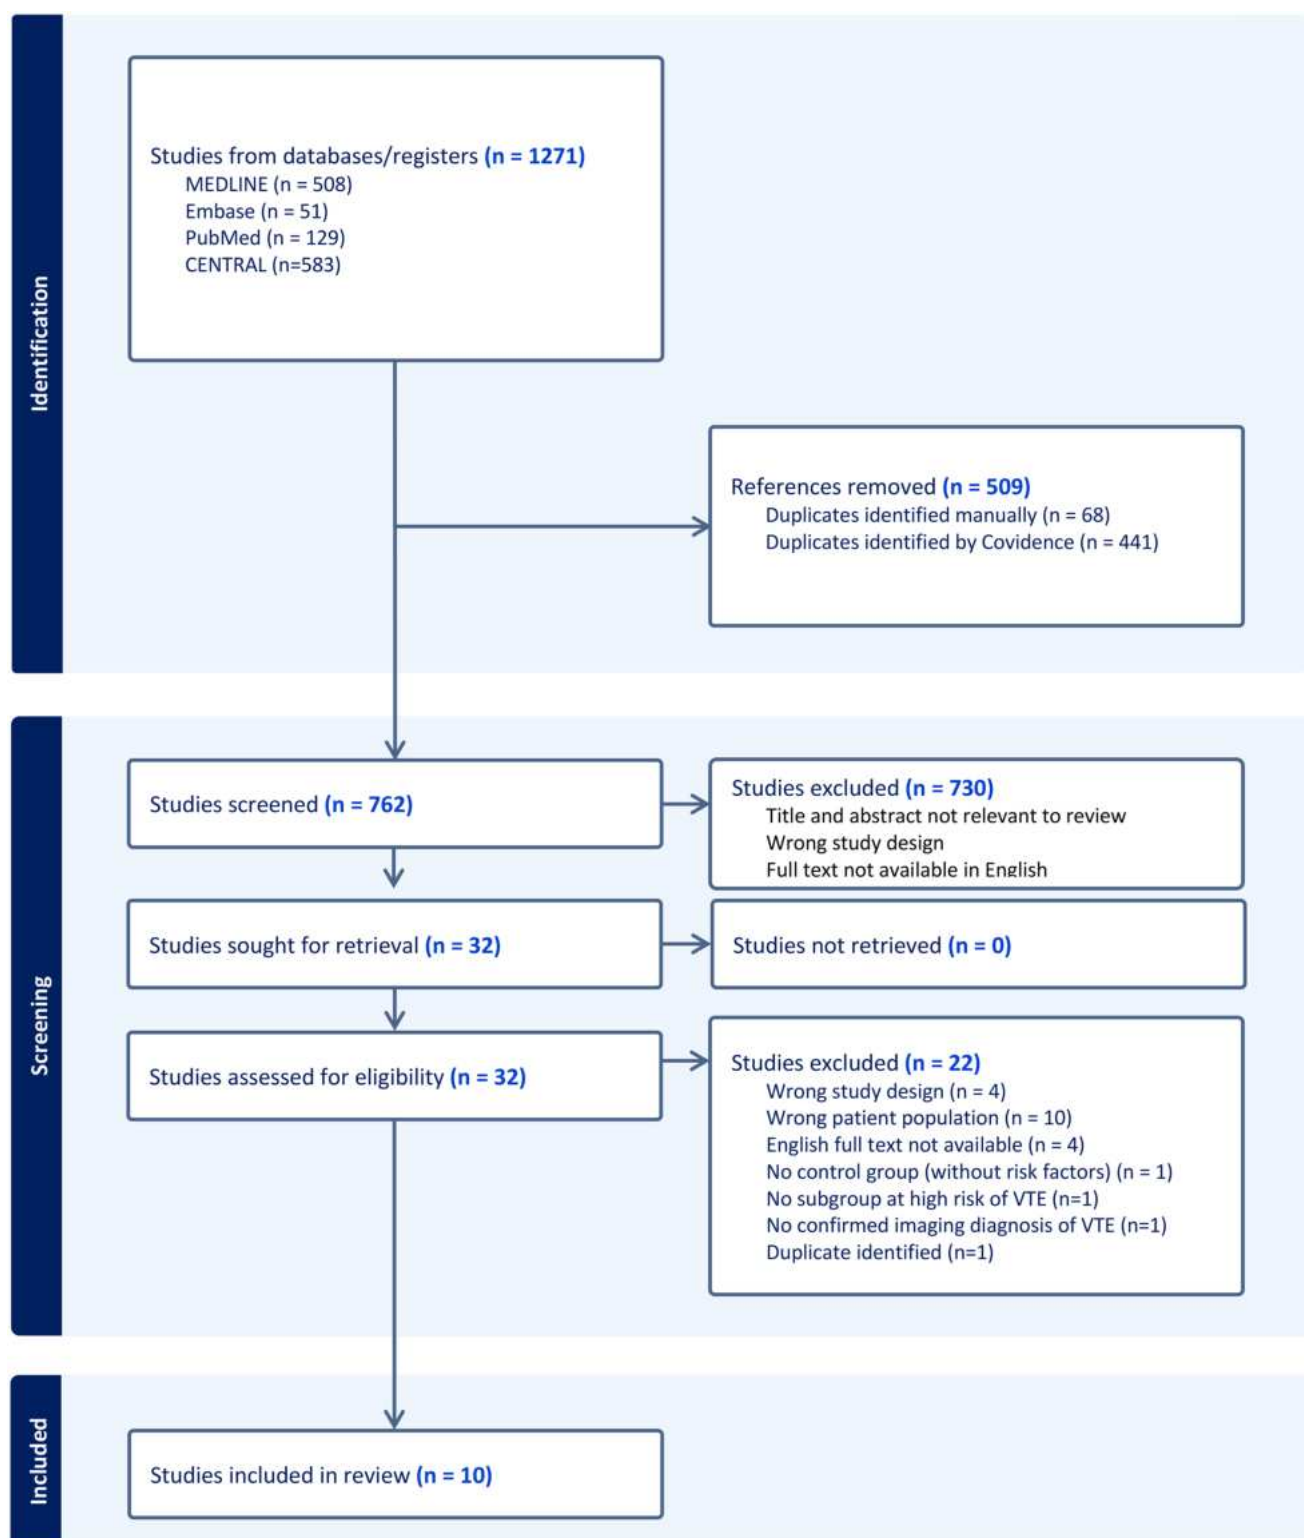 Identification
Studies from databases/registers (n = 1271)
MEDLINE (n = 508)
Embase (n = 51)
PubMed (n = 129)
CENTRAL (n=583)
References removed (n = 509)
Duplicates identified manually (n = 68)
Duplicates identified by Covidence (n = 441)
Screening
Studies screened (n = 762)
Studies excluded (n = 730)
Title and abstract not relevant to review
Wrong study design
Full text not available in English
Studies sought for retrieval (n = 32)
Studies not retrieved (n = 0)
Studies assessed for eligibility (n = 32)
Studies excluded (n = 22)
Wrong study design (n = 4)
Wrong patient population (n = 10)
English full text not available (n = 4)
No control group (without risk factors) (n = 1)
No subgroup at high risk of VTE (n=1)
No confirmed imaging diagnosis of VTE (n=1)
Duplicate identified (n=1)
Included
Studies included in review (n = 10)